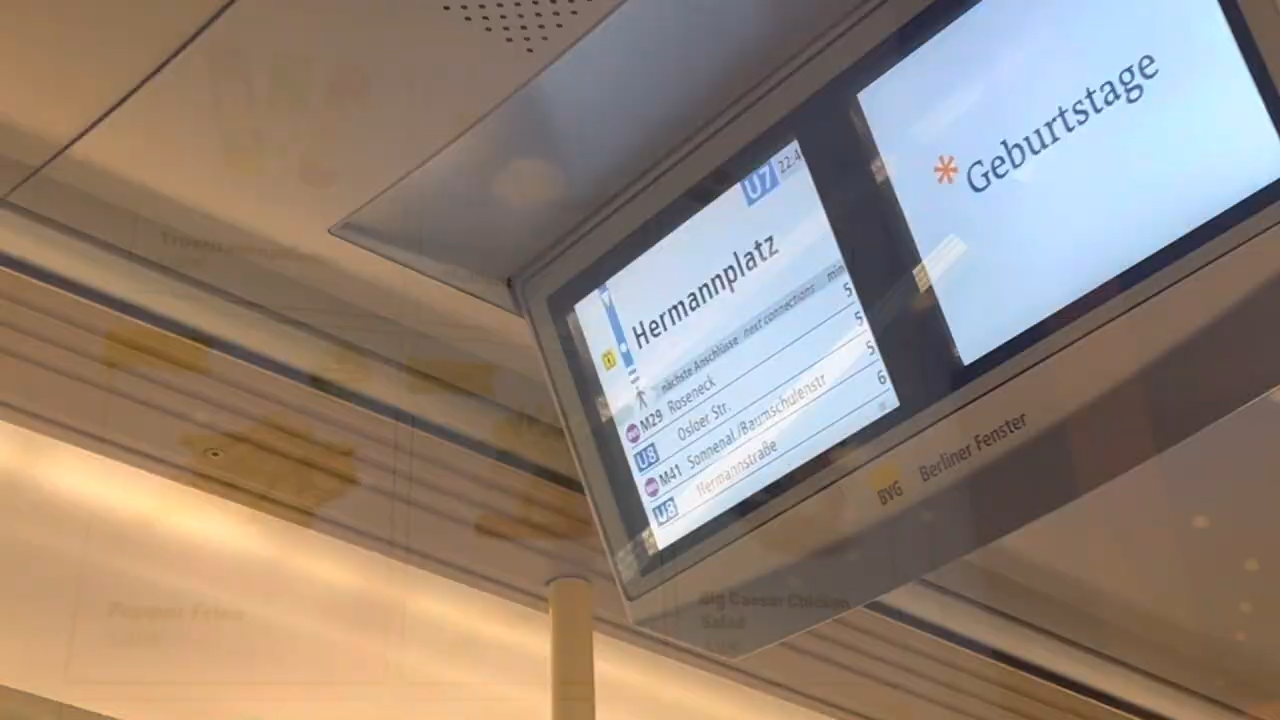 U7
Hermannplatz
nächste Anschlüsse next connections min
M29 Roseneck 5
U8 Osloer Str. 5
M41 Sonnenal./Baumschulenstr 5
U8 Hermannstraße 6
* Geburtstage
BVG Berliner Fenster
Big Caesar Chicken
Salad